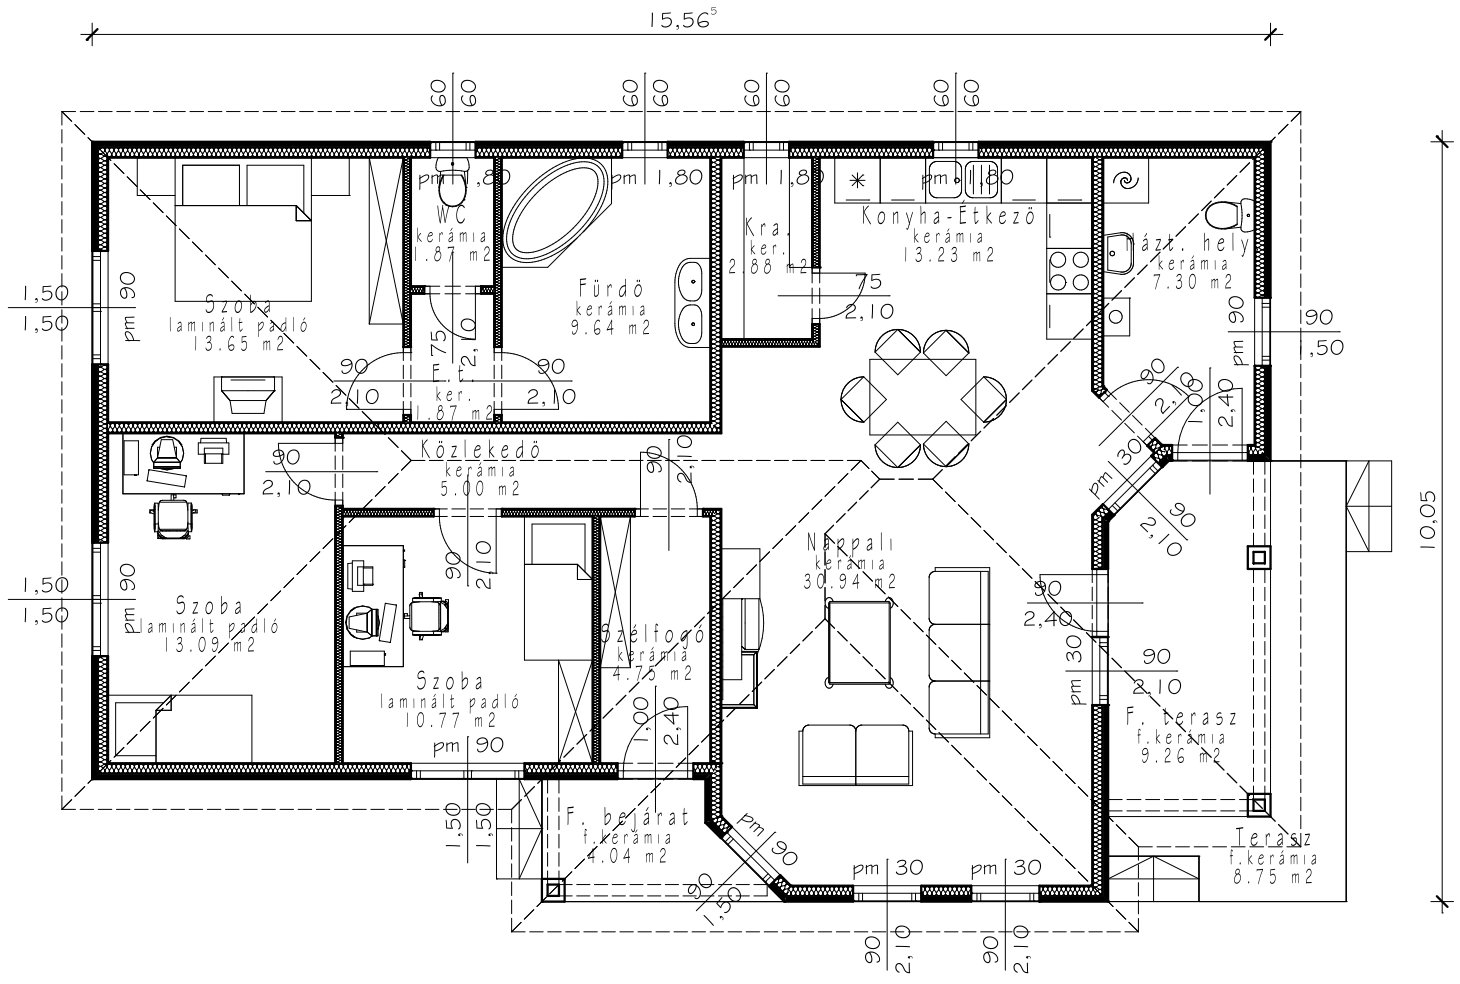 15,56⁵
60 60
60 60
60 60
60 60
pm 1,80
pm 1,80
pm 1,80
pm 1,80
WC
kerámia
1.87 m2
Kra.
ker.
2.88 m2
Konyha-Étkező
kerámia
13.23 m2
Házt. hely
kerámia
7.30 m2
1,50
1,50
pm 90
Szoba
laminált padló
13.65 m2
Fürdő
kerámia
9.64 m2
75
2,10
pm 90
90
1,50
75
2,10
90
2,10
E.t.
ker.
1.87 m2
90
2,10
90
2,10
1,00
2,40
Közlekedő
kerámia
5.00 m2
90
2,10
90
2,10
pm 30
90
2,10
10,05
90
2,10
1,50
1,50
pm 90
Szoba
laminált padló
13.09 m2
Nappali
kerámia
30.94 m2
90
2,40
Szélfogó
kerámia
4.75 m2
pm 30
90
2,10
Szoba
laminált padló
10.77 m2
pm 90
1,00
2,40
F. terasz
f.kerámia
9.26 m2
1,50
1,50
F. bejárat
f.kerámia
4.04 m2
pm 90
90
1,50
pm 30
pm 30
Terasz
f.kerámia
8.75 m2
90
2,10
90
2,10